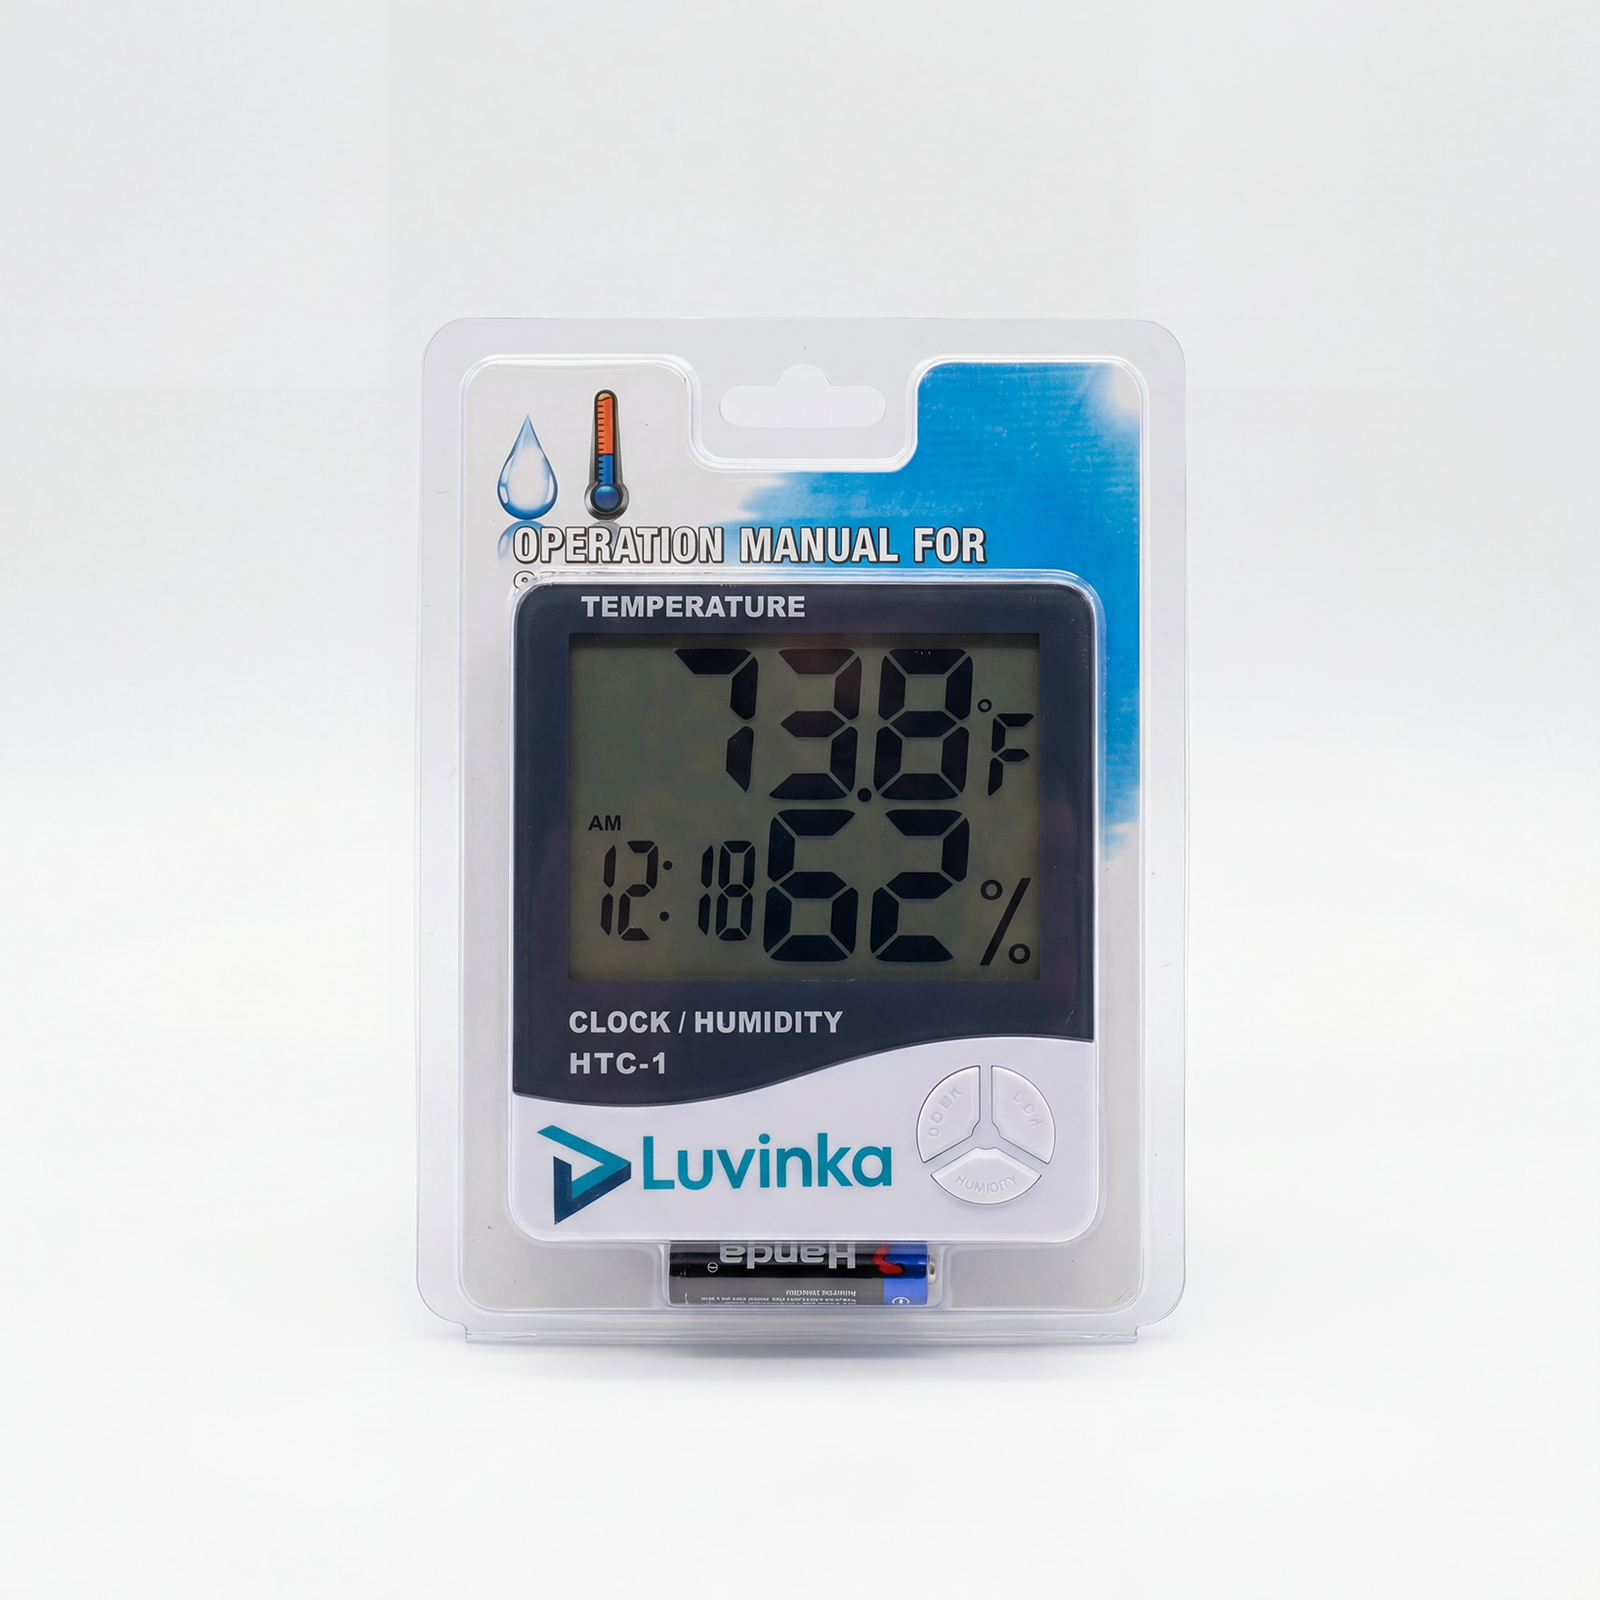 OPERATION MANUAL FOR
TEMPERATURE
73.8 °F
AM
12:18 62 %
CLOCK / HUMIDITY
HTC-1
Luvinka
HUMIDITY
Handa